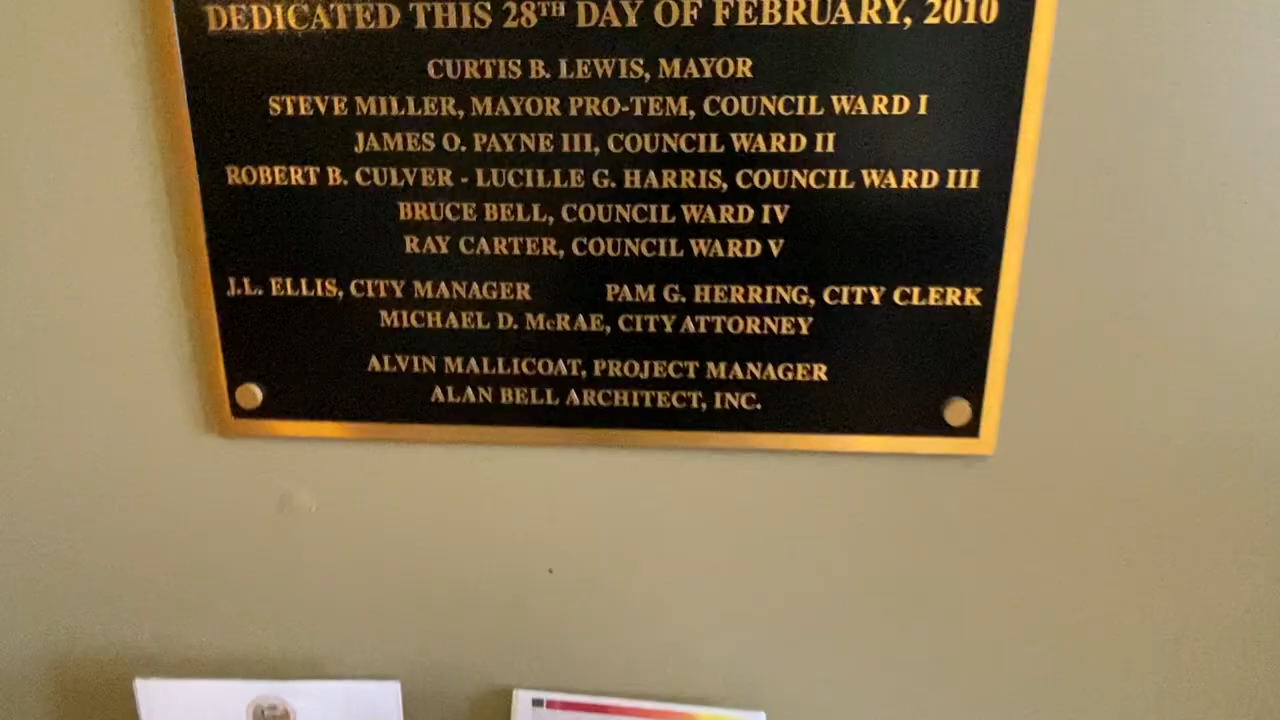 DEDICATED THIS 28TH DAY OF FEBRUARY, 2010
CURTIS B. LEWIS, MAYOR
STEVE MILLER, MAYOR PRO-TEM, COUNCIL WARD I
JAMES O. PAYNE III, COUNCIL WARD II
ROBERT B. CULVER - LUCILLE G. HARRIS, COUNCIL WARD III
BRUCE BELL, COUNCIL WARD IV
RAY CARTER, COUNCIL WARD V
J.L. ELLIS, CITY MANAGER PAM G. HERRING, CITY CLERK
MICHAEL D. McRAE, CITY ATTORNEY
ALVIN MALLICOAT, PROJECT MANAGER
ALAN BELL ARCHITECT, INC.